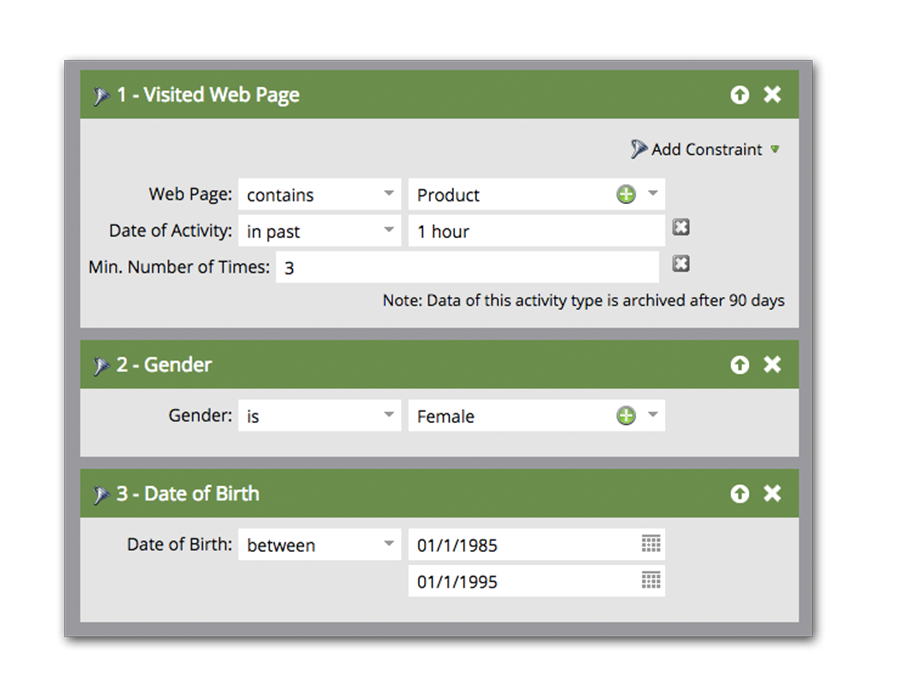 1 - Visited Web Page
Add Constraint
Web Page: contains Product
Date of Activity: in past 1 hour
Min. Number of Times: 3
Note: Data of this activity type is archived after 90 days
2 - Gender
Gender: is Female
3 - Date of Birth
Date of Birth: between 01/1/1985
01/1/1995